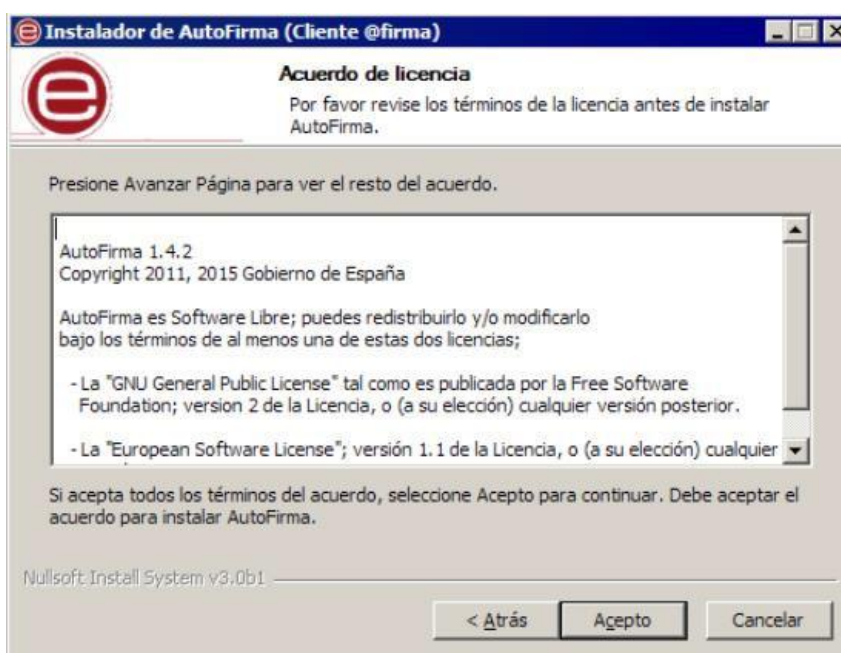 Instalador de AutoFirma (Cliente @firma)
Acuerdo de licencia
Por favor revise los términos de la licencia antes de instalar
AutoFirma.
Presione Avanzar Página para ver el resto del acuerdo.
AutoFirma 1.4.2
Copyright 2011, 2015 Gobierno de España
AutoFirma es Software Libre; puedes redistribuirlo y/o modificarlo
bajo los términos de al menos una de estas dos licencias;
- La "GNU General Public License" tal como es publicada por la Free Software
Foundation; version 2 de la Licencia, o (a su elección) cualquier versión posterior.
- La "European Software License"; versión 1.1 de la Licencia, o (a su elección) cualquier
Si acepta todos los términos del acuerdo, seleccione Acepto para continuar. Debe aceptar el
acuerdo para instalar AutoFirma.
Nullsoft Install System v3.0b1
< Atrás
Acepto
Cancelar